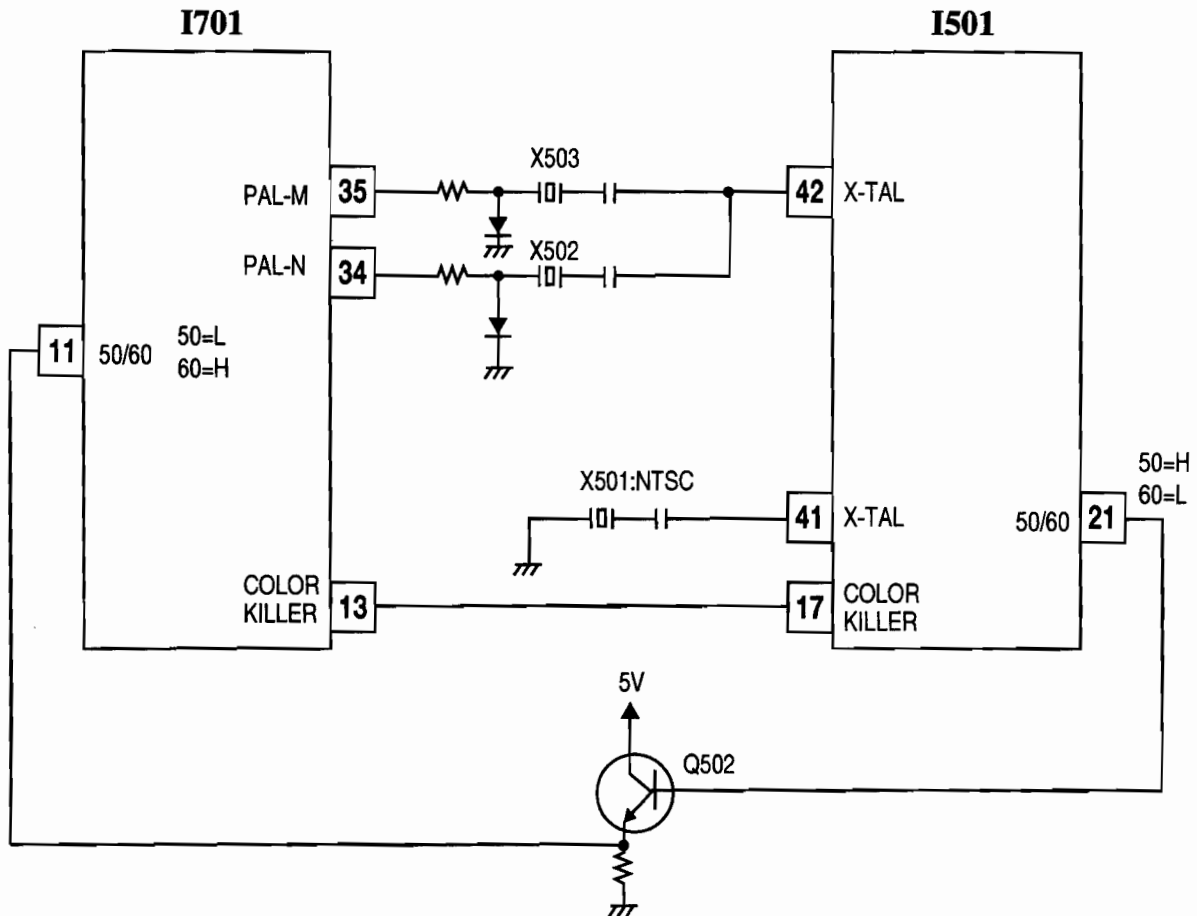 I701
I501
X503
PAL-M
35
42
X-TAL
X502
PAL-N
34
11
50/60
50=L
60=H
X501:NTSC
50=H
60=L
41
X-TAL
50/60
21
COLOR
KILLER
13
17
COLOR
KILLER
5V
Q502